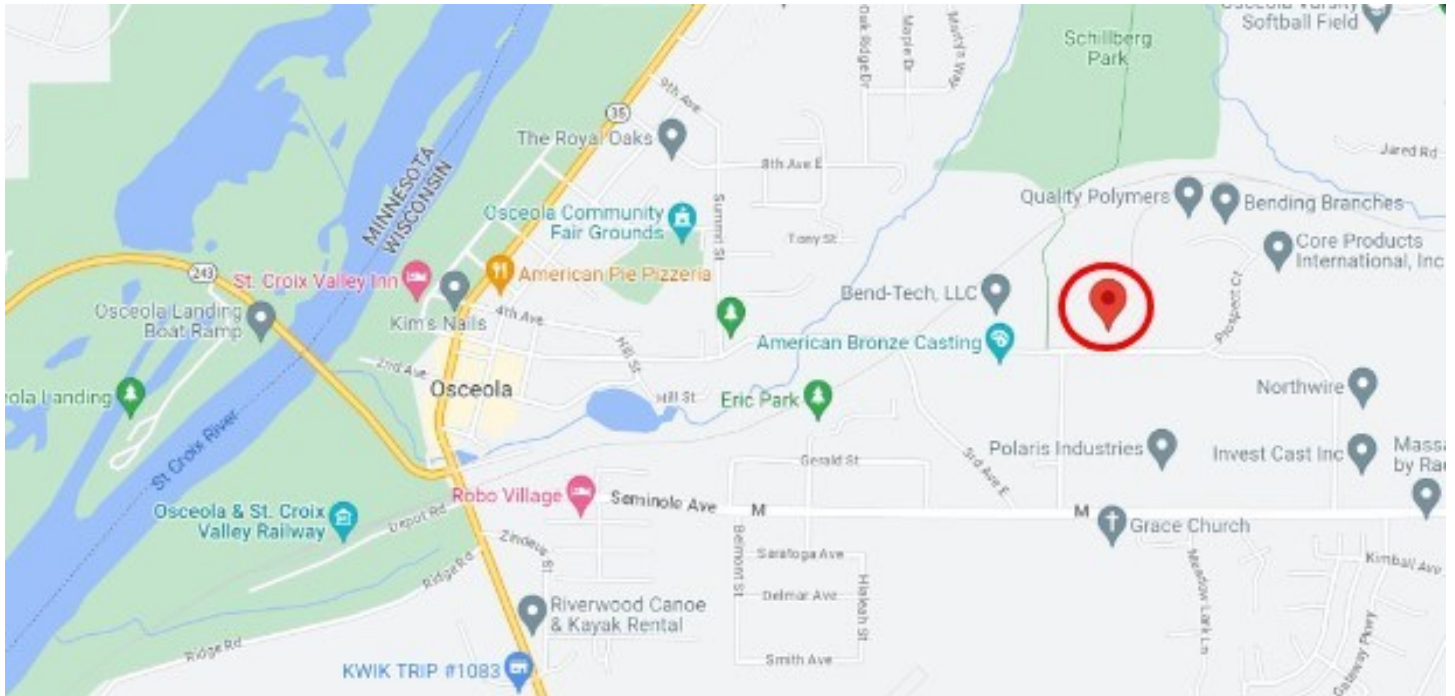 Osceola Varsity
Softball Field
Schillberg
Park
Oak Ridge Dr
Maple Dr
9th Ave
35
The Royal Oaks
8th Ave E
Jared Rd
MINNESOTA
WISCONSIN
Summit St
Quality Polymers
Bending Branches
Osceola Community
Fair Grounds
Tony St
Core Products
International, Inc
243
St. Croix Valley Inn
American Pie Pizzeria
Bend-Tech, LLC
Prospect Ct
Osceola Landing
Boat Ramp
Kim's Nails
4th Ave
American Bronze Casting
Hill St
2nd Ave
Osceola
Hill St
Eric Park
Northwire
eola Landing
St Croix River
Gerald St
3rd Ave E
Polaris Industries
Invest Cast Inc
Massa
by Rau
Robo Village
Seminole Ave
M
M
Osceola & St. Croix
Valley Railway
Depot Rd
Grace Church
Zindeus St
Belmont St
Saratoga Ave
Kimball Ave
Ridge Rd
Delmar Ave
Hialeah St
Meadow Lark Ln
Riverwood Canoe
& Kayak Rental
Ridge Rd
Smith Ave
Gateway Pkwy
KWIK TRIP #1083